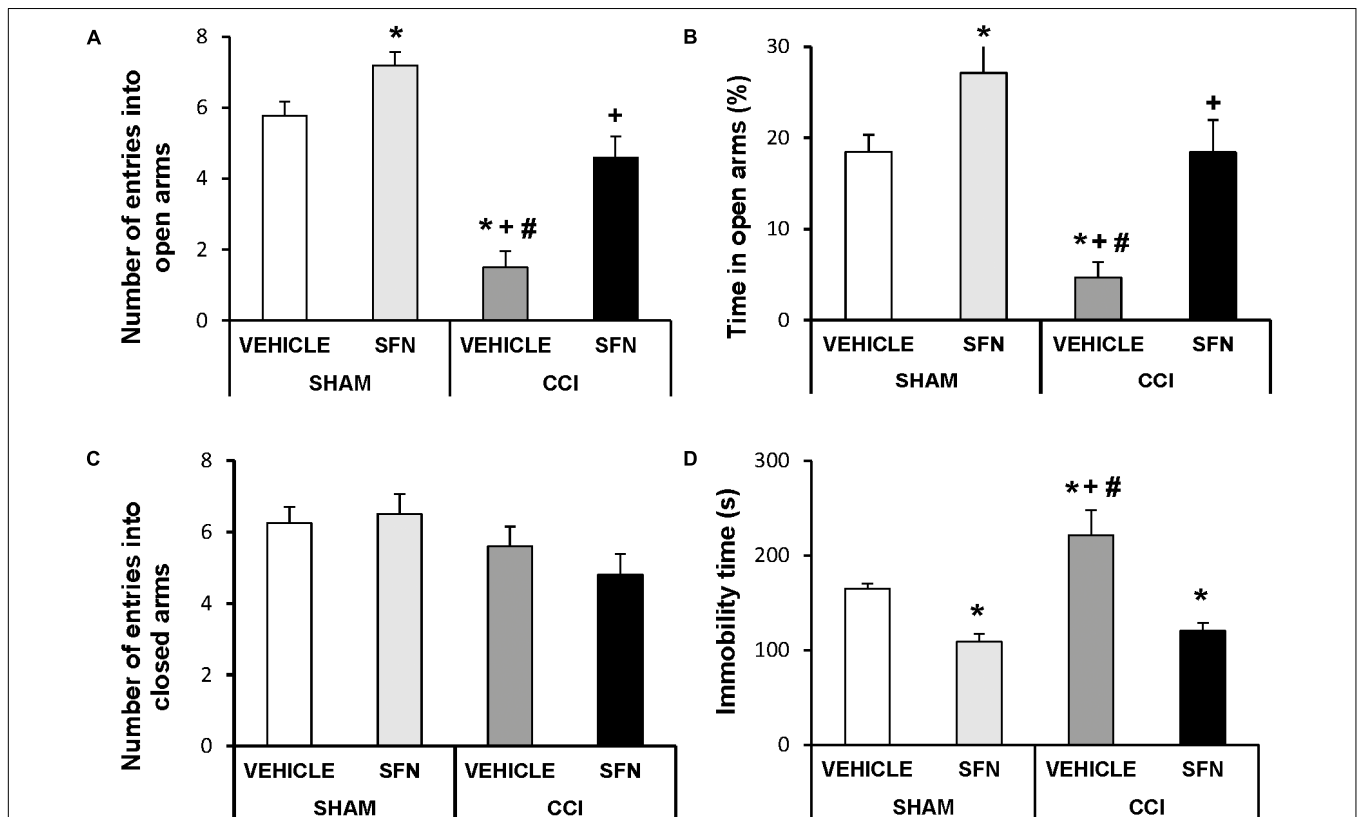 A
Number of entries into
open arms
8
6
4
2
0
*
* + #
+
VEHICLE SFN VEHICLE SFN
SHAM CCI
B
Time in open arms (%)
30
20
10
0
*
* + #
+
VEHICLE SFN VEHICLE SFN
SHAM CCI
C
Number of entries into
closed arms
8
6
4
2
0
VEHICLE SFN VEHICLE SFN
SHAM CCI
D
Immobility time (s)
300
200
100
0
*
* + #
*
VEHICLE SFN VEHICLE SFN
SHAM CCI